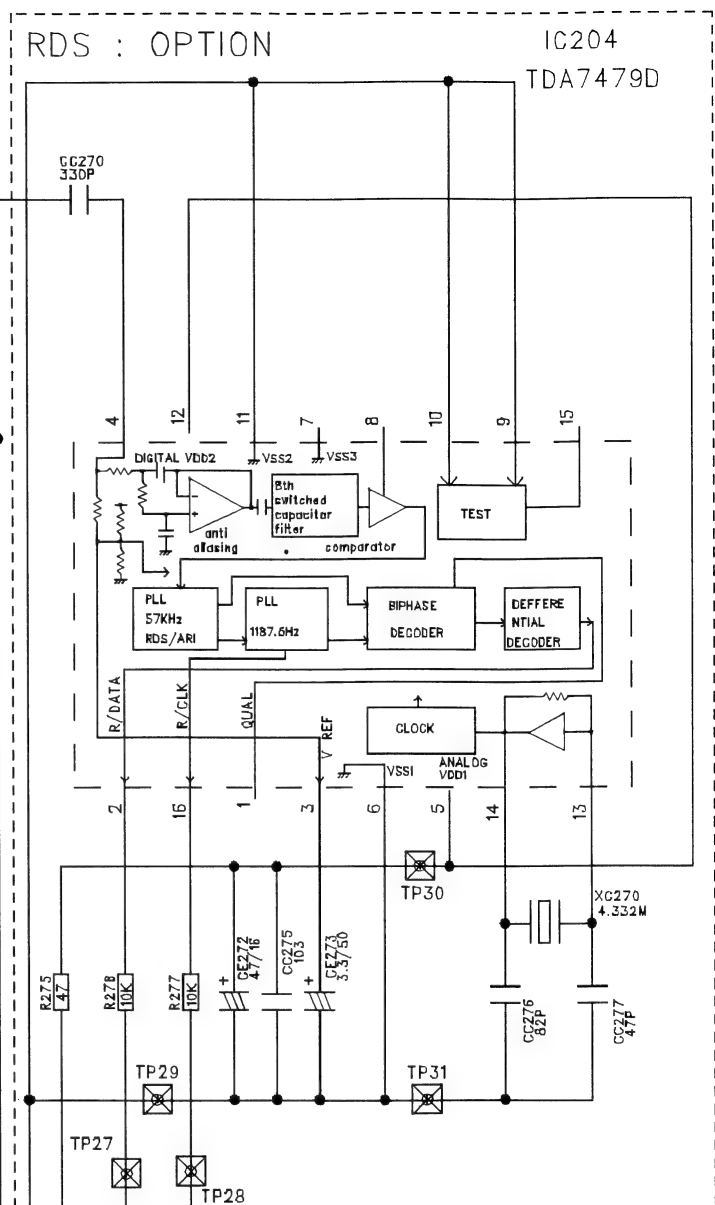 RDS : OPTION
IC204
TDA7479D
CC270
330P
4
12
11
7
8
10
9
15
DIGITAL VDD2
VSS2
VSS3
8th
switched
capacitor
filter
TEST
anti
aliasing
comparator
PLL
57KHz
RDS/ARI
PLL
1187.5Hz
BIPHASE
DECODER
DEFFERE
NTIAL
DECODER
R/DATA
R/CLK
QUAL
V REF
CLOCK
VSS1
ANALOG
VDD1
2
16
1
3
6
5
14
13
TP30
XC270
4.332M
R275
47
R278
10K
R277
10K
+
CE272
47/16
CC275
103
+
CE273
3.3/50
CC276
82P
CC277
47P
TP29
TP31
TP27
TP28